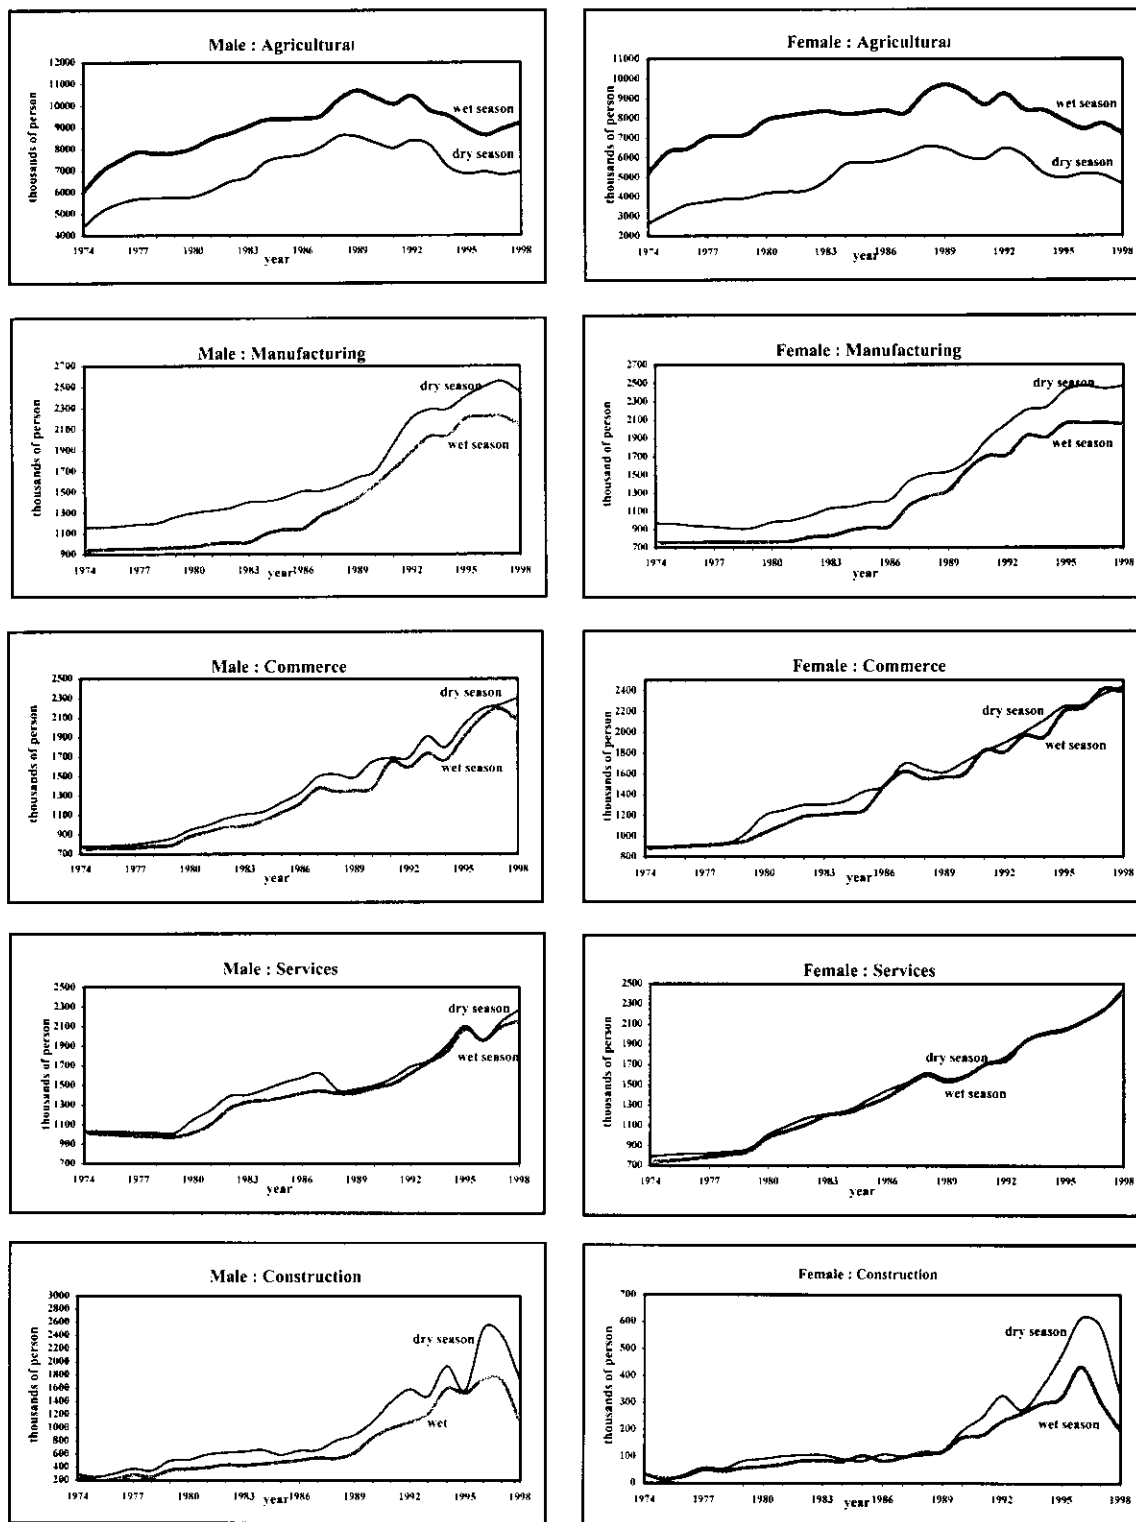 Male : Agricultural
thousands of person
12000
11000
10000
9000
8000
7000
6000
5000
4000
wet season
dry season
1974 1977 1980 1983 1986 1989 1992 1995 1998
year
Female : Agricultural
thousands of person
11000
10000
9000
8000
7000
6000
5000
4000
3000
2000
wet season
dry season
1974 1977 1980 1983 1986 1989 1992 1995 1998
year
Male : Manufacturing
thousands of person
2700
2500
2300
2100
1900
1700
1500
1300
1100
900
dry season
wet season
1974 1977 1980 1983 1986 1989 1992 1995 1998
year
Female : Manufacturing
thousand of person
2700
2500
2300
2100
1900
1700
1500
1300
1100
900
700
dry season
wet season
1974 1977 1980 1983 1986 1989 1992 1995 1998
year
Male : Commerce
thousands of person
2500
2300
2100
1900
1700
1500
1300
1100
900
700
dry season
wet season
1974 1977 1980 1983 1986 1989 1992 1995 1998
year
Female : Commerce
thousands of person
2400
2200
2000
1800
1600
1400
1200
1000
800
dry season
wet season
1974 1977 1980 1983 1986 1989 1992 1995 1998
year
Male : Services
thousands of person
2500
2300
2100
1900
1700
1500
1300
1100
900
700
dry season
wet season
1974 1977 1980 1983 1986 1989 1992 1995 1998
year
Female : Services
thousands of person
2500
2300
2100
1900
1700
1500
1300
1100
900
700
dry season
wet season
1974 1977 1980 1983 1986 1989 1992 1995 1998
year
Male : Construction
thousands of person
3000
2800
2600
2400
2200
2000
1800
1600
1400
1200
1000
800
600
400
200
dry season
wet
1974 1977 1980 1983 1986 1989 1992 1995 1998
year
Female : Construction
thousands of person
700
600
500
400
300
200
100
0
dry season
wet season
1974 1977 1980 1983 1986 1989 1992 1995 1998
year